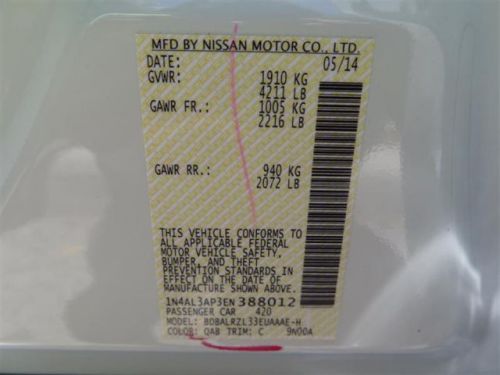 MFD BY NISSAN MOTOR CO., LTD.
DATE: 05/14
GVWR: 1910 KG
4211 LB
GAWR FR.: 1005 KG
2216 LB
GAWR RR.: 940 KG
2072 LB
THIS VEHICLE CONFORMS TO
ALL APPLICABLE FEDERAL
MOTOR VEHICLE SAFETY,
BUMPER, AND THEFT
PREVENTION STANDARDS IN
EFFECT ON THE DATE OF
MANUFACTURE SHOWN ABOVE.
1N4AL3AP3EN388012
PASSENGER CAR 420
MODEL: BDBALRZL33EUAAAE-H
COLOR: QAB TRIM: C 9N00A